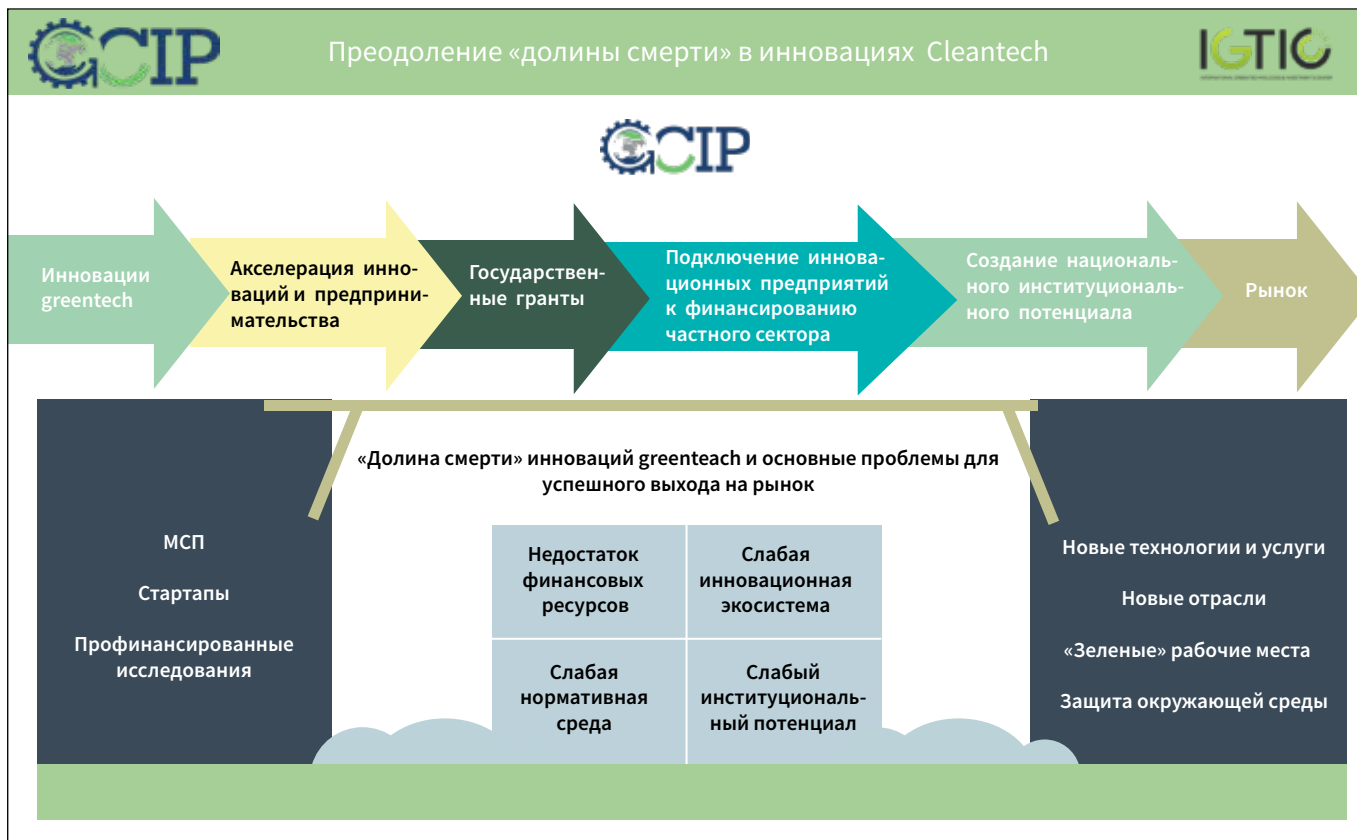 GCIP
Преодоление «долины смерти» в инновациях Cleantech
IGTIC
GCIP
Инновации
greentech
Акселерация инно-
ваций и предприни-
мательства
Государствен-
ные гранты
Подключение иннова-
ционных предприятий
к финансированию
частного сектора
Создание националь-
ного институциональ-
ного потенциала
Рынок
«Долина смерти» инноваций greenteach и основные проблемы для
успешного выхода на рынок
МСП
Стартапы
Профинансированные
исследования
Недостаток
финансовых
ресурсов
Слабая
инновационная
экосистема
Слабая
нормативная
среда
Слабый
институциональ-
ный потенциал
Новые технологии и услуги
Новые отрасли
«Зеленые» рабочие места
Защита окружающей среды